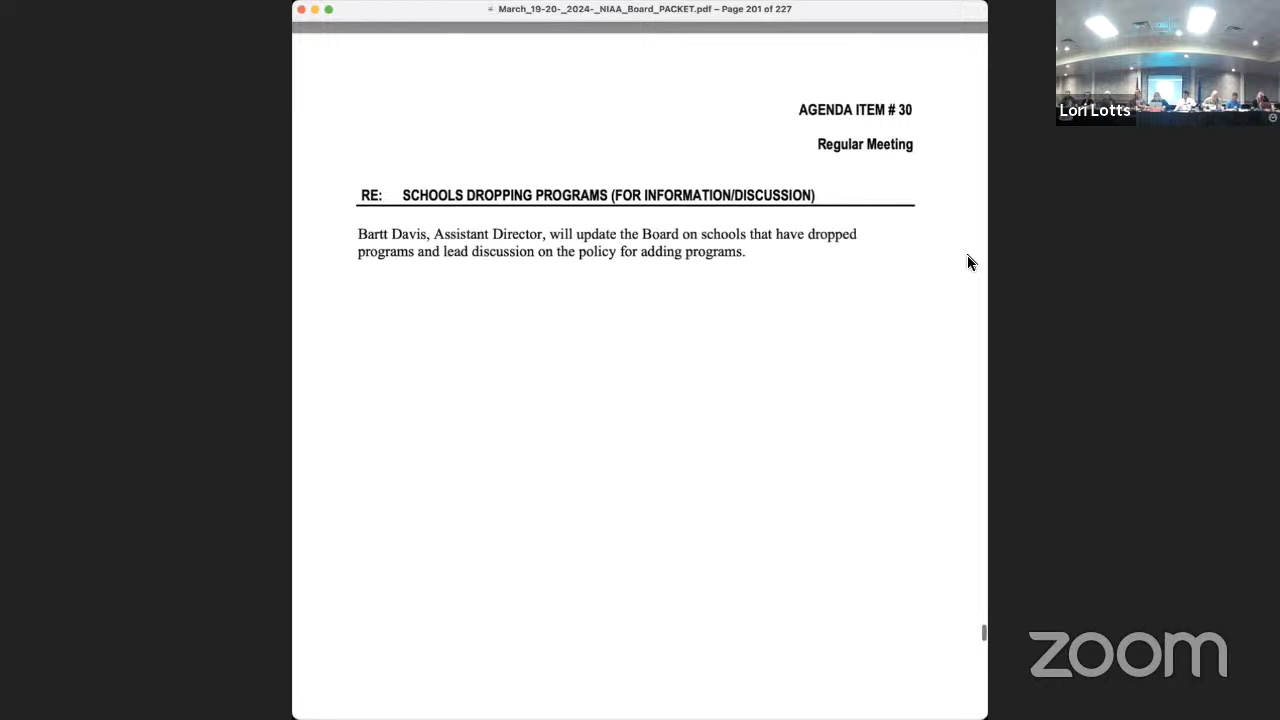 March_19-20-_2024-_NIAA_Board_PACKET.pdf – Page 201 of 227
Lori Lotts
AGENDA ITEM # 30
Regular Meeting
RE: SCHOOLS DROPPING PROGRAMS (FOR INFORMATION/DISCUSSION)
Bartt Davis, Assistant Director, will update the Board on schools that have dropped
programs and lead discussion on the policy for adding programs.
zoom